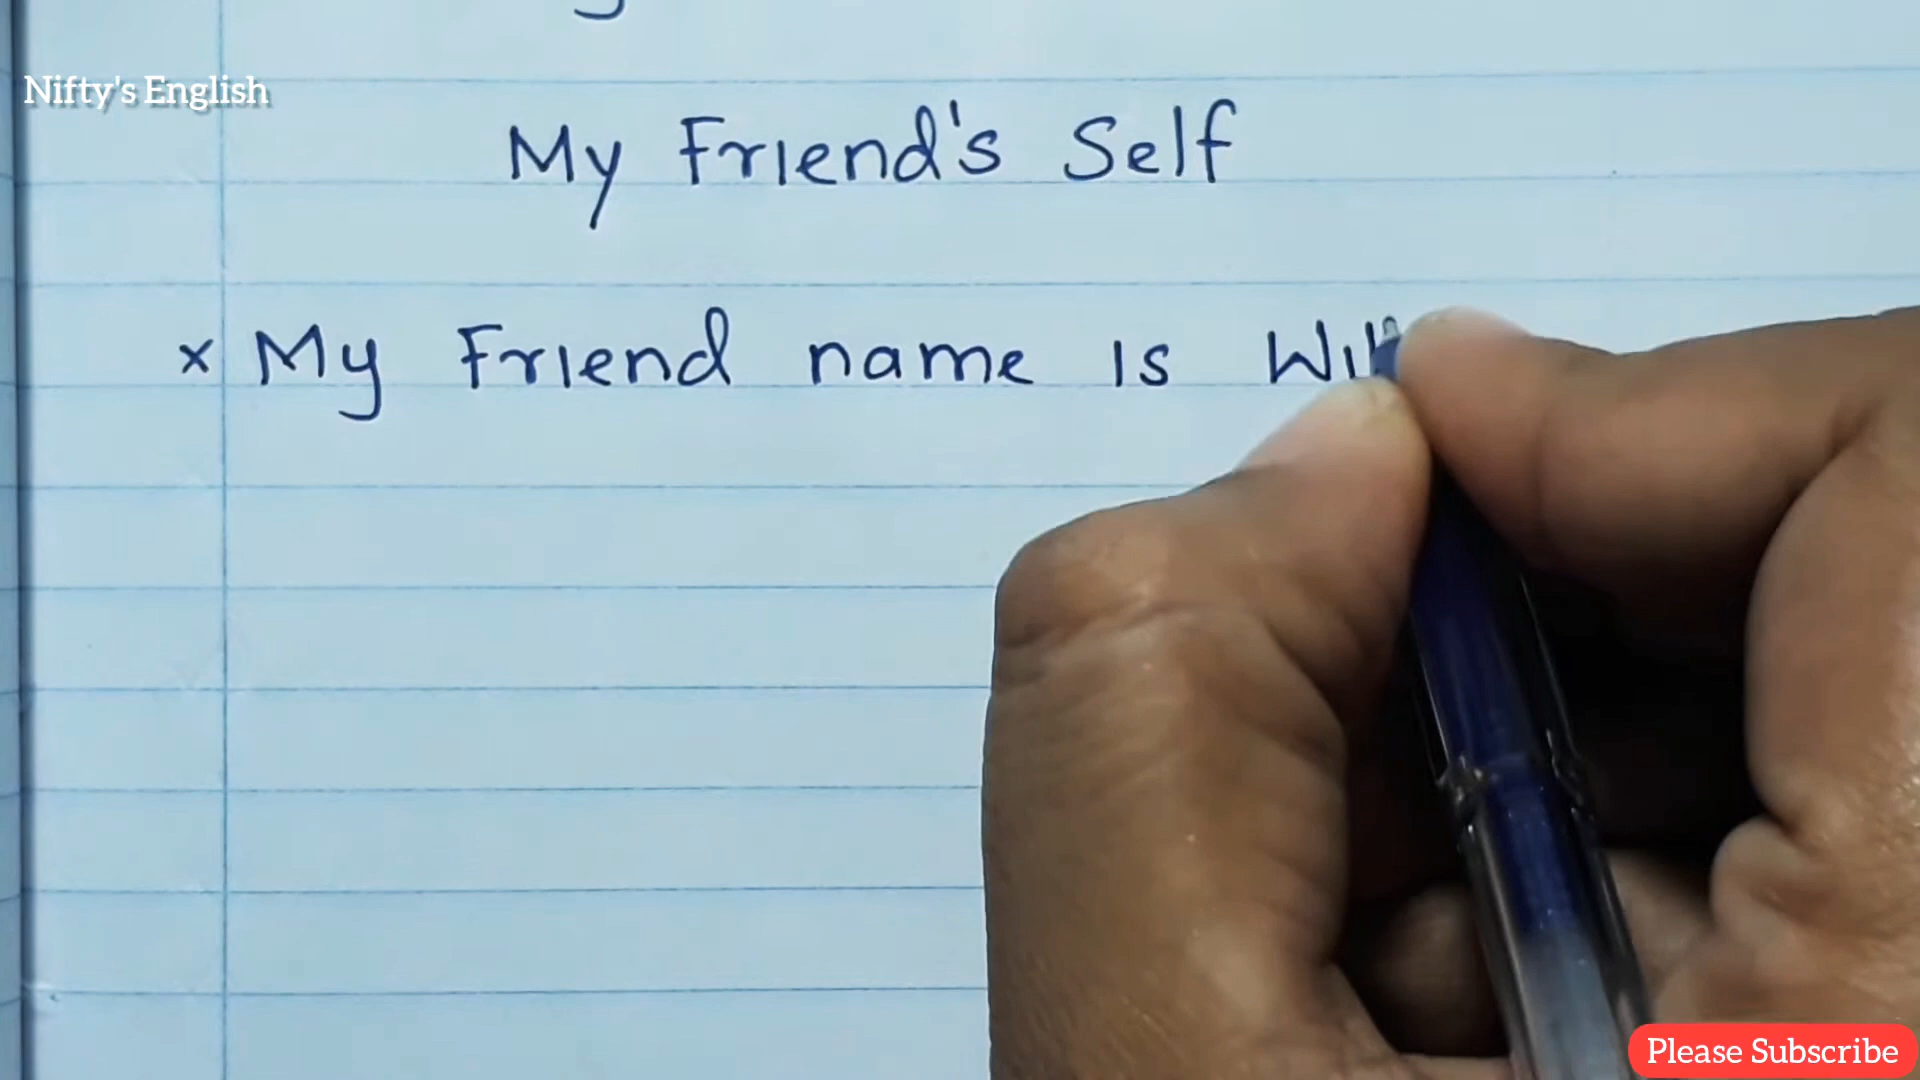 Nifty's English
My Friend's Self
x My Friend name is
Please Subscribe